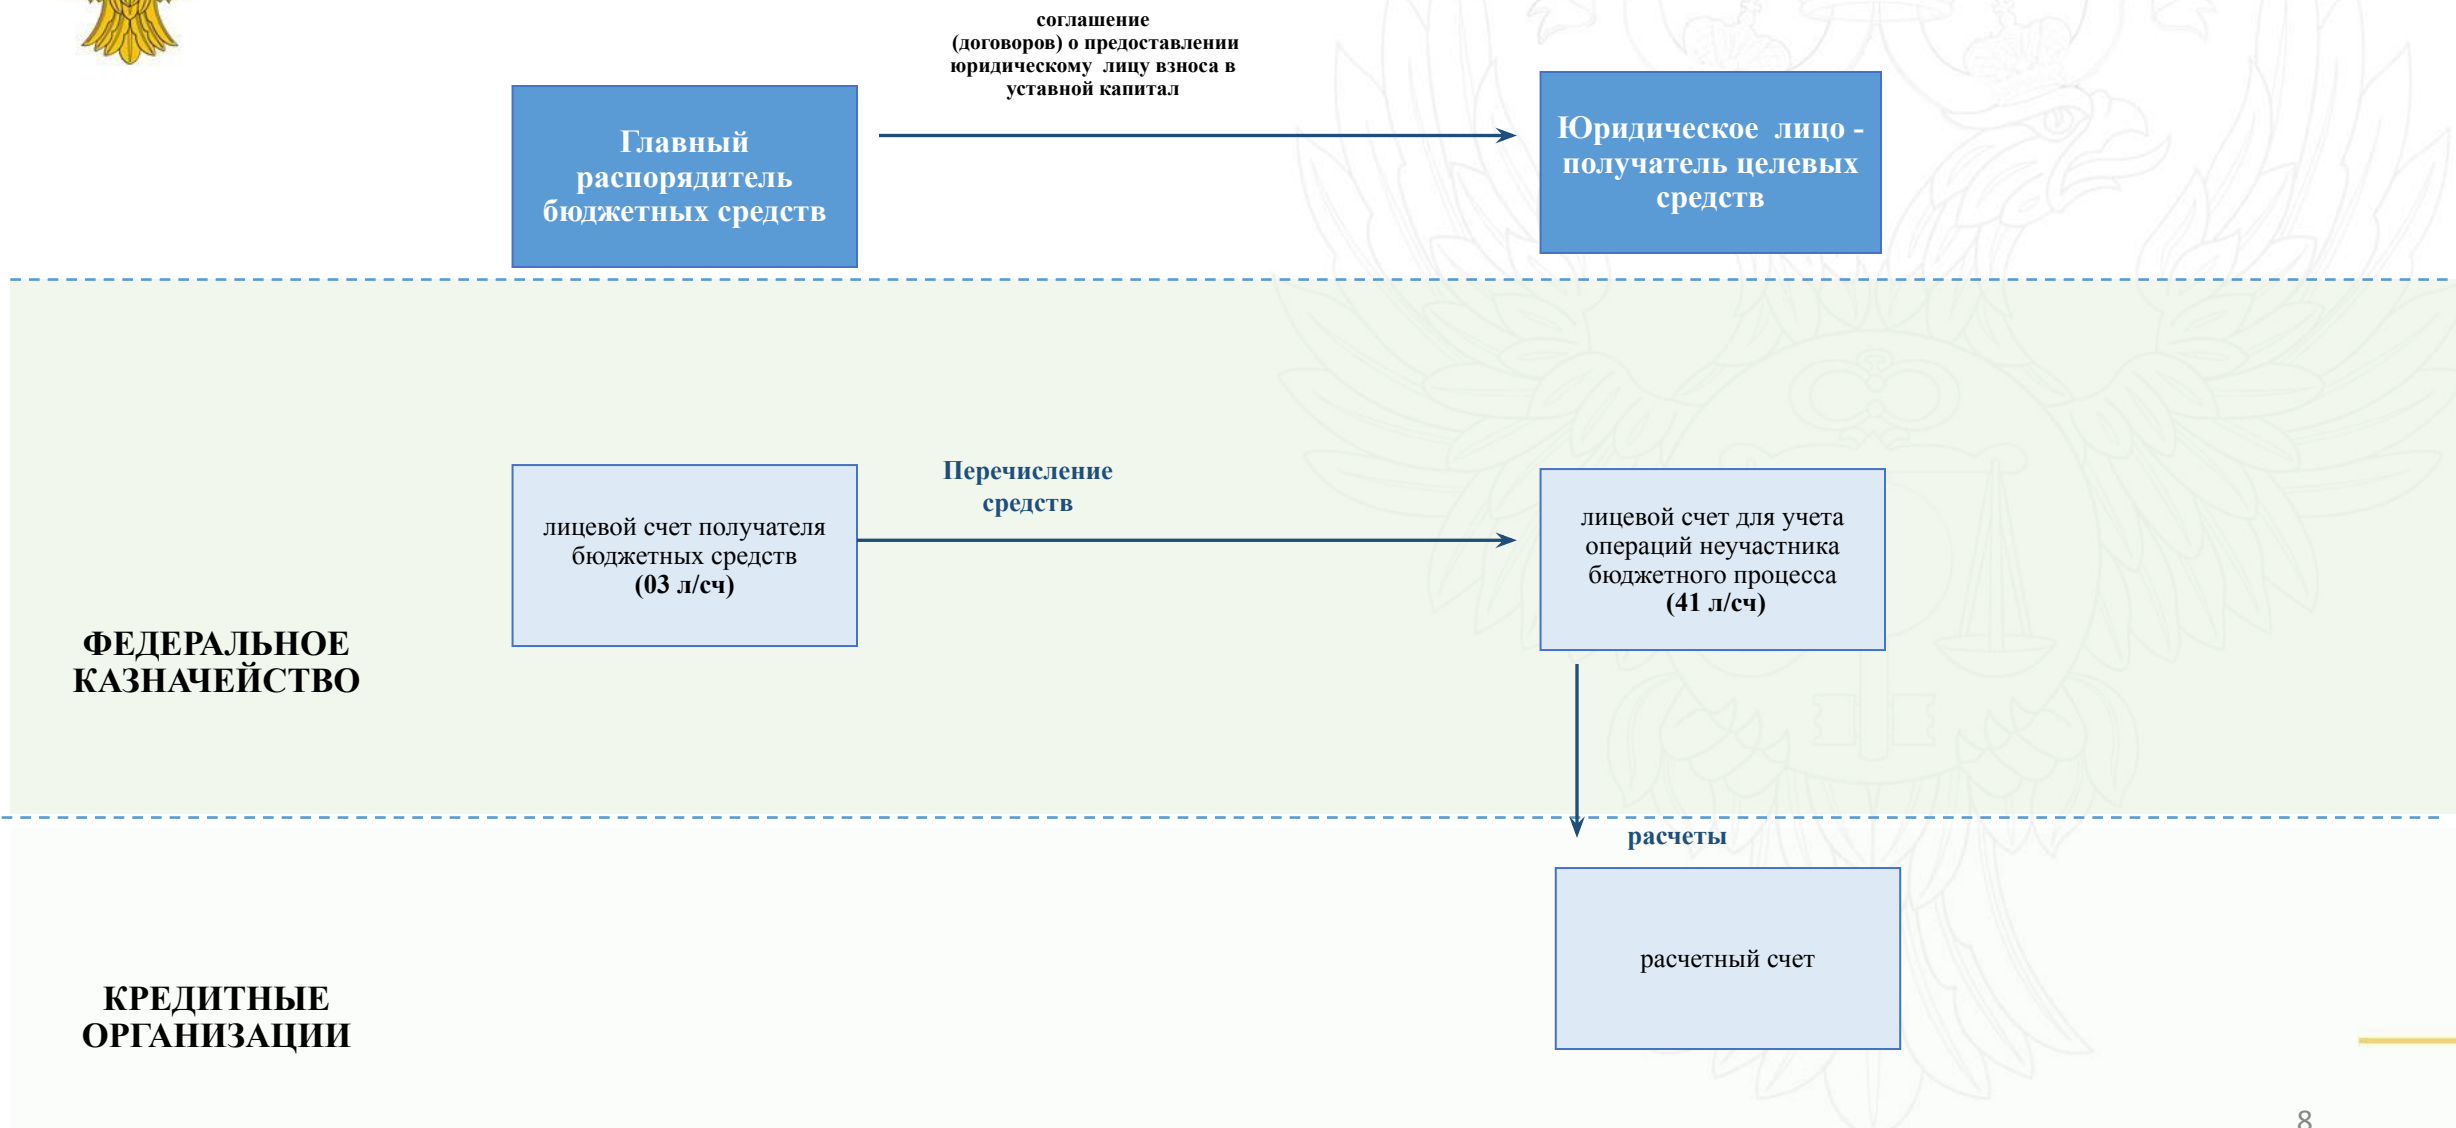 соглашение
(договоров) о предоставлении
юридическому лицу взноса в
уставной капитал
Главный
распорядитель
бюджетных средств
Юридическое лицо -
получатель целевых
средств
Перечисление
средств
лицевой счет получателя
бюджетных средств
(03 л/сч)
лицевой счет для учета
операций неучастника
бюджетного процесса
(41 л/сч)
ФЕДЕРАЛЬНОЕ
КАЗНАЧЕЙСТВО
расчеты
расчетный счет
КРЕДИТНЫЕ
ОРГАНИЗАЦИИ
8